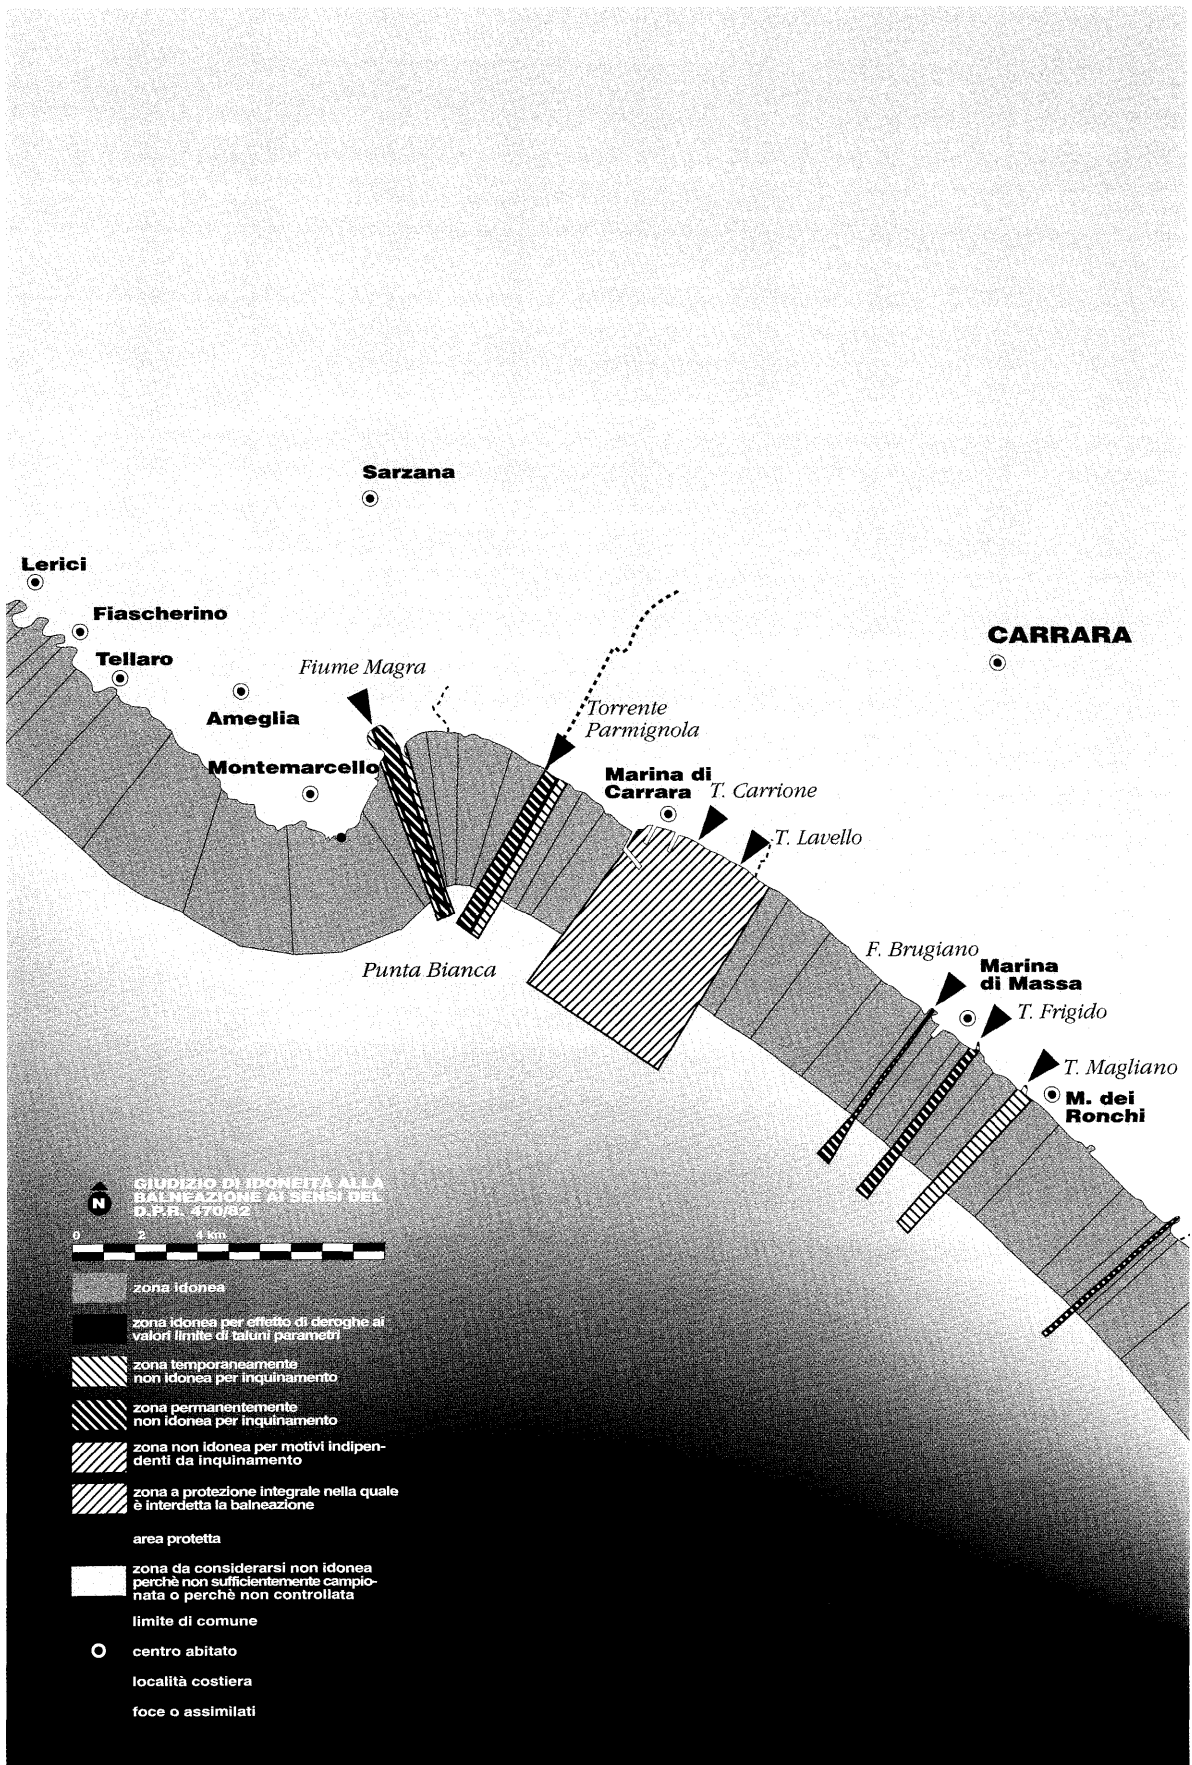 Sarzana
Lerici
Fiascherino
CARRARA
Tellaro
Fiume Magra
Ameglia
Torrente
Parmignola
Montemarcello
Marina di
Carrara
T. Carrione
T. Lavello
F. Brugiano
Marina
di Massa
Punta Bianca
T. Frigido
T. Magliano
M. dei
Ronchi
N
GIUDIZIO DI IDONEITÀ ALLA
BALNEAZIONE AI SENSI DEL
D.P.R. 470/82
0 2 4 km
zona idonea
zona idonea per effetto di deroghe ai
valori limite di taluni parametri
zona temporaneamente
non idonea per inquinamento
zona permanentemente
non idonea per inquinamento
zona non idonea per motivi indipen-
denti da inquinamento
zona a protezione integrale nella quale
è interdetta la balneazione
area protetta
zona da considerarsi non idonea
perchè non sufficientemente campio-
nata o perchè non controllata
limite di comune
centro abitato
località costiera
foce o assimilati